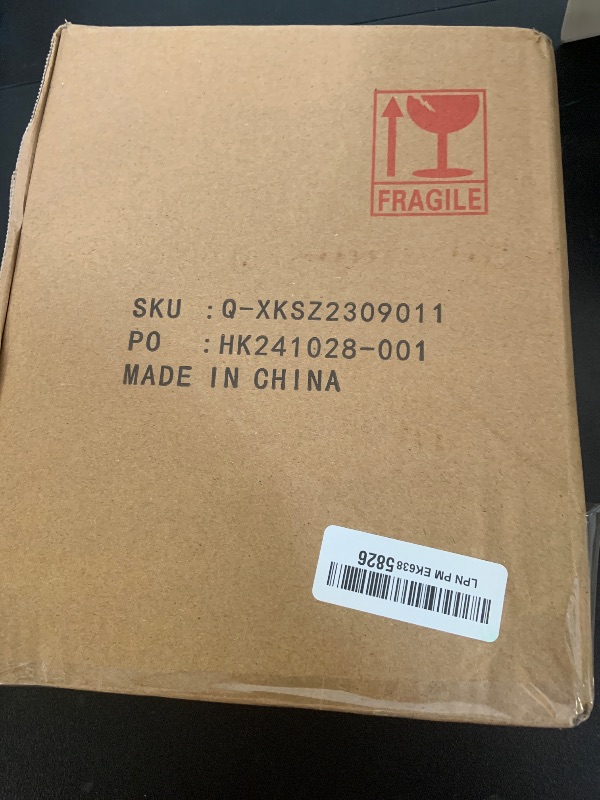 FRAGILE
SKU :Q-XKSZ2309011
PO :HK241028-001
MADE IN CHINA
LPN PM EK638 5826